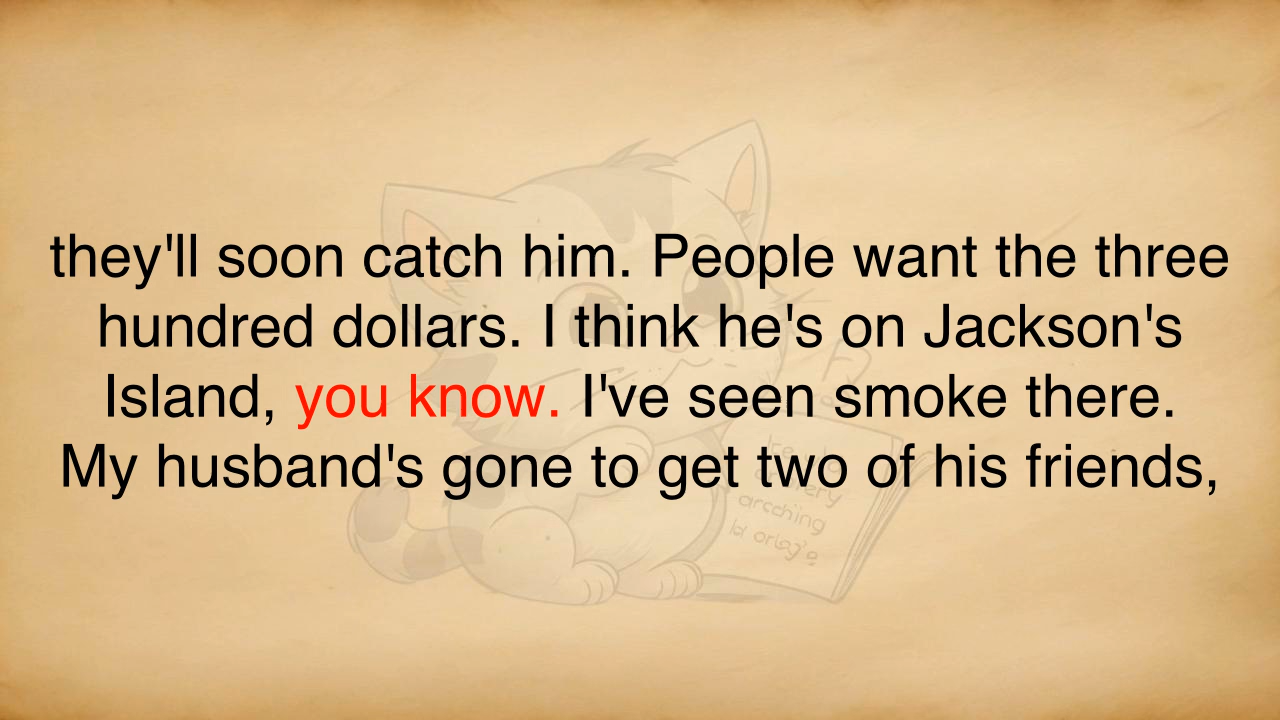 they'll soon catch him. People want the three
hundred dollars. I think he's on Jackson's
Island, you know. I've seen smoke there.
My husband's gone to get two of his friends,